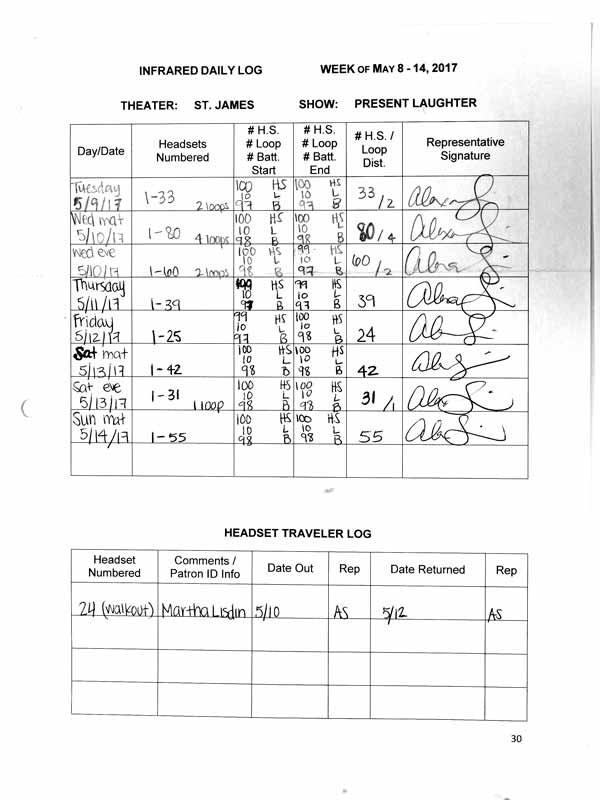 INFRARED DAILY LOG WEEK OF MAY 8 - 14, 2017
THEATER: ST. JAMES SHOW: PRESENT LAUGHTER
Day/Date Headsets Numbered # H.S. # Loop # Batt. Start # H.S. # Loop # Batt. End # H.S. / Loop Dist. Representative Signature
Tuesday 100 HS 100 HS
5/9/17 1-33 2 loops 10 L 10 L 33/2
97 B 97 B
Wed mat 100 HS 100 HS
5/10/17 1-80 4 loops 10 L 10 L 80/4
98 B 98 B
Wed eve 100 HS 99 HS
5/10/17 1-60 2 loops 10 L 10 L 60/2
98 B 97 B
Thursday HS 99 HS
5/11/17 1-39 10 L 10 L 39
97 B 97 B
Friday 99 HS 100 HS
5/12/17 1-25 10 L 10 L 24
97 B 98 B
Sat mat 100 HS 100 HS
5/13/17 1-42 10 L 10 L 42
98 B 98 B
Sat eve 100 HS 100 HS
5/13/17 1-31 1 loop 10 L 10 L 31/1
98 B 98 B
Sun mat 100 HS 100 HS
5/14/17 1-55 10 L 10 L 55
98 B 98 B
HEADSET TRAVELER LOG
Headset Numbered Comments / Patron ID Info Date Out Rep Date Returned Rep
24 (walkout) Martha Lisdin 5/10 AS 5/12 AS
30